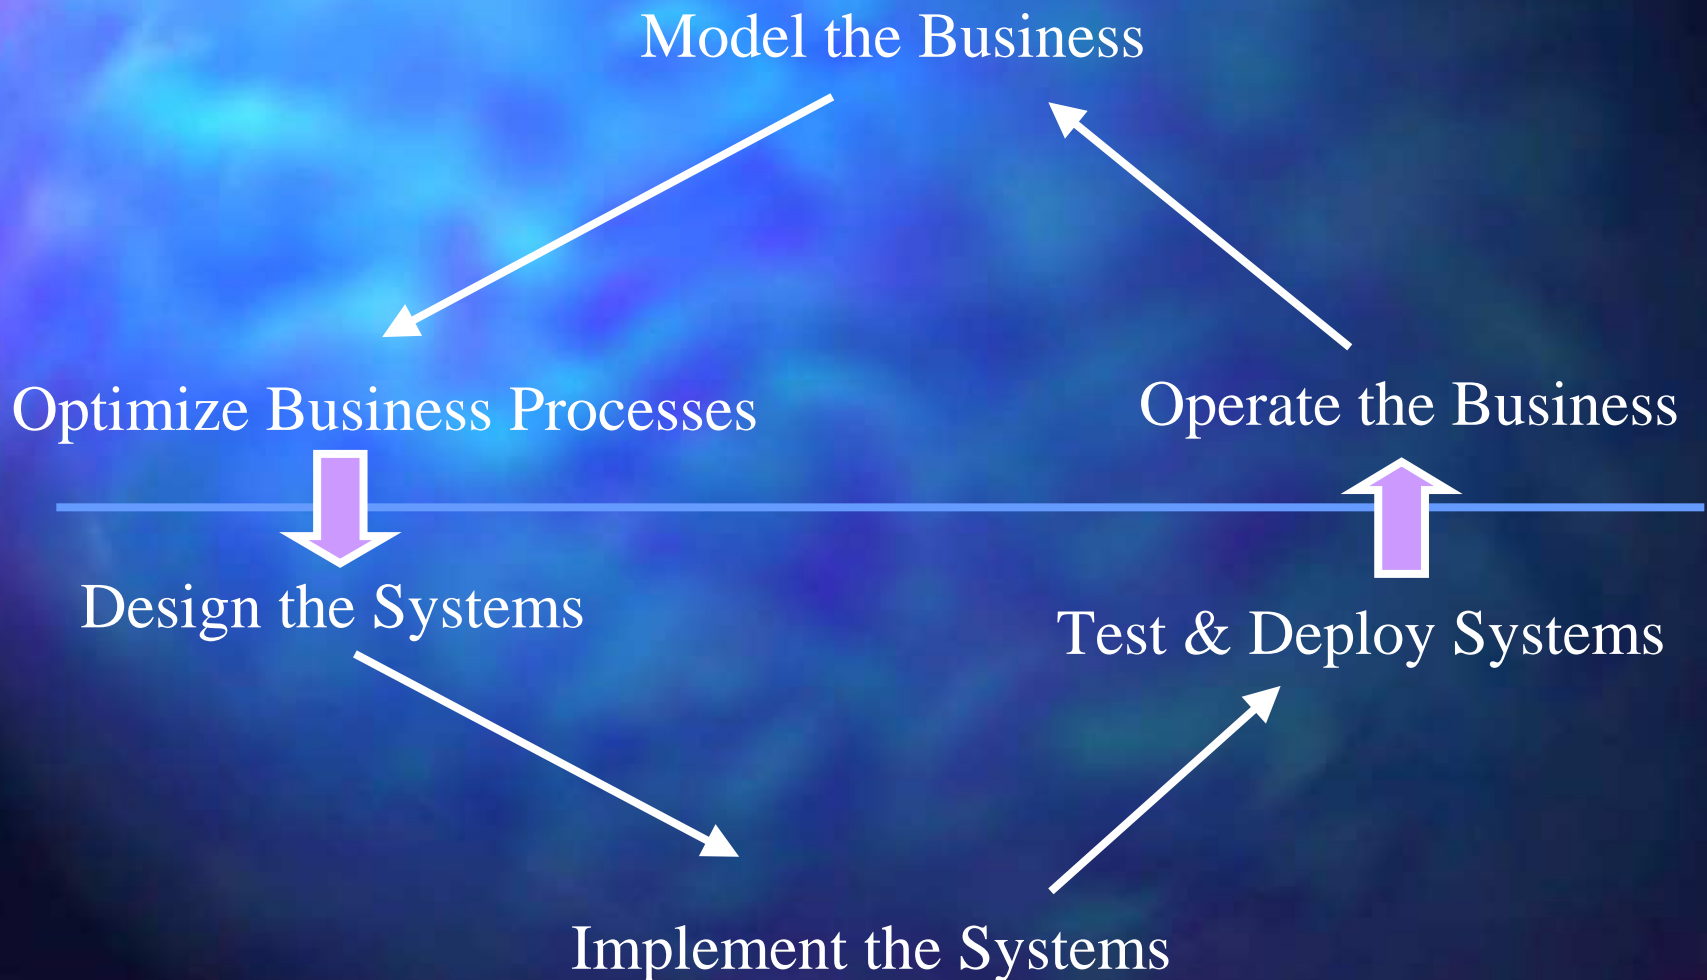 Model the Business
Optimize Business Processes
Operate the Business
Design the Systems
Test & Deploy Systems
Implement the Systems